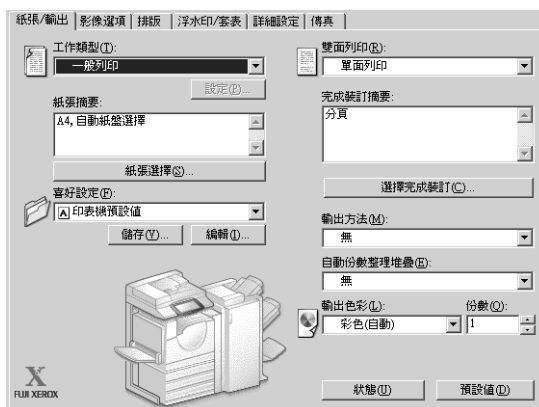 紙張/輸出 影像選項 排版 浮水印/套表 詳細設定 傳真
工作類型(T):
一般列印
設定(P)...
紙張摘要:
A4,自動紙盤選擇
紙張選擇(S)...
喜好設定(F):
A 印表機預設値
儲存(V)... 編輯(I)...
X
FUJI XEROX
雙面列印(R):
單面列印
完成裝訂摘要:
分頁
選擇完成裝訂(C)...
輸出方法(M):
無
自動份數整理堆疊(E):
無
輸出色彩(L): 份數(O):
彩色(自動) 1
狀態(U) 預設值(D)